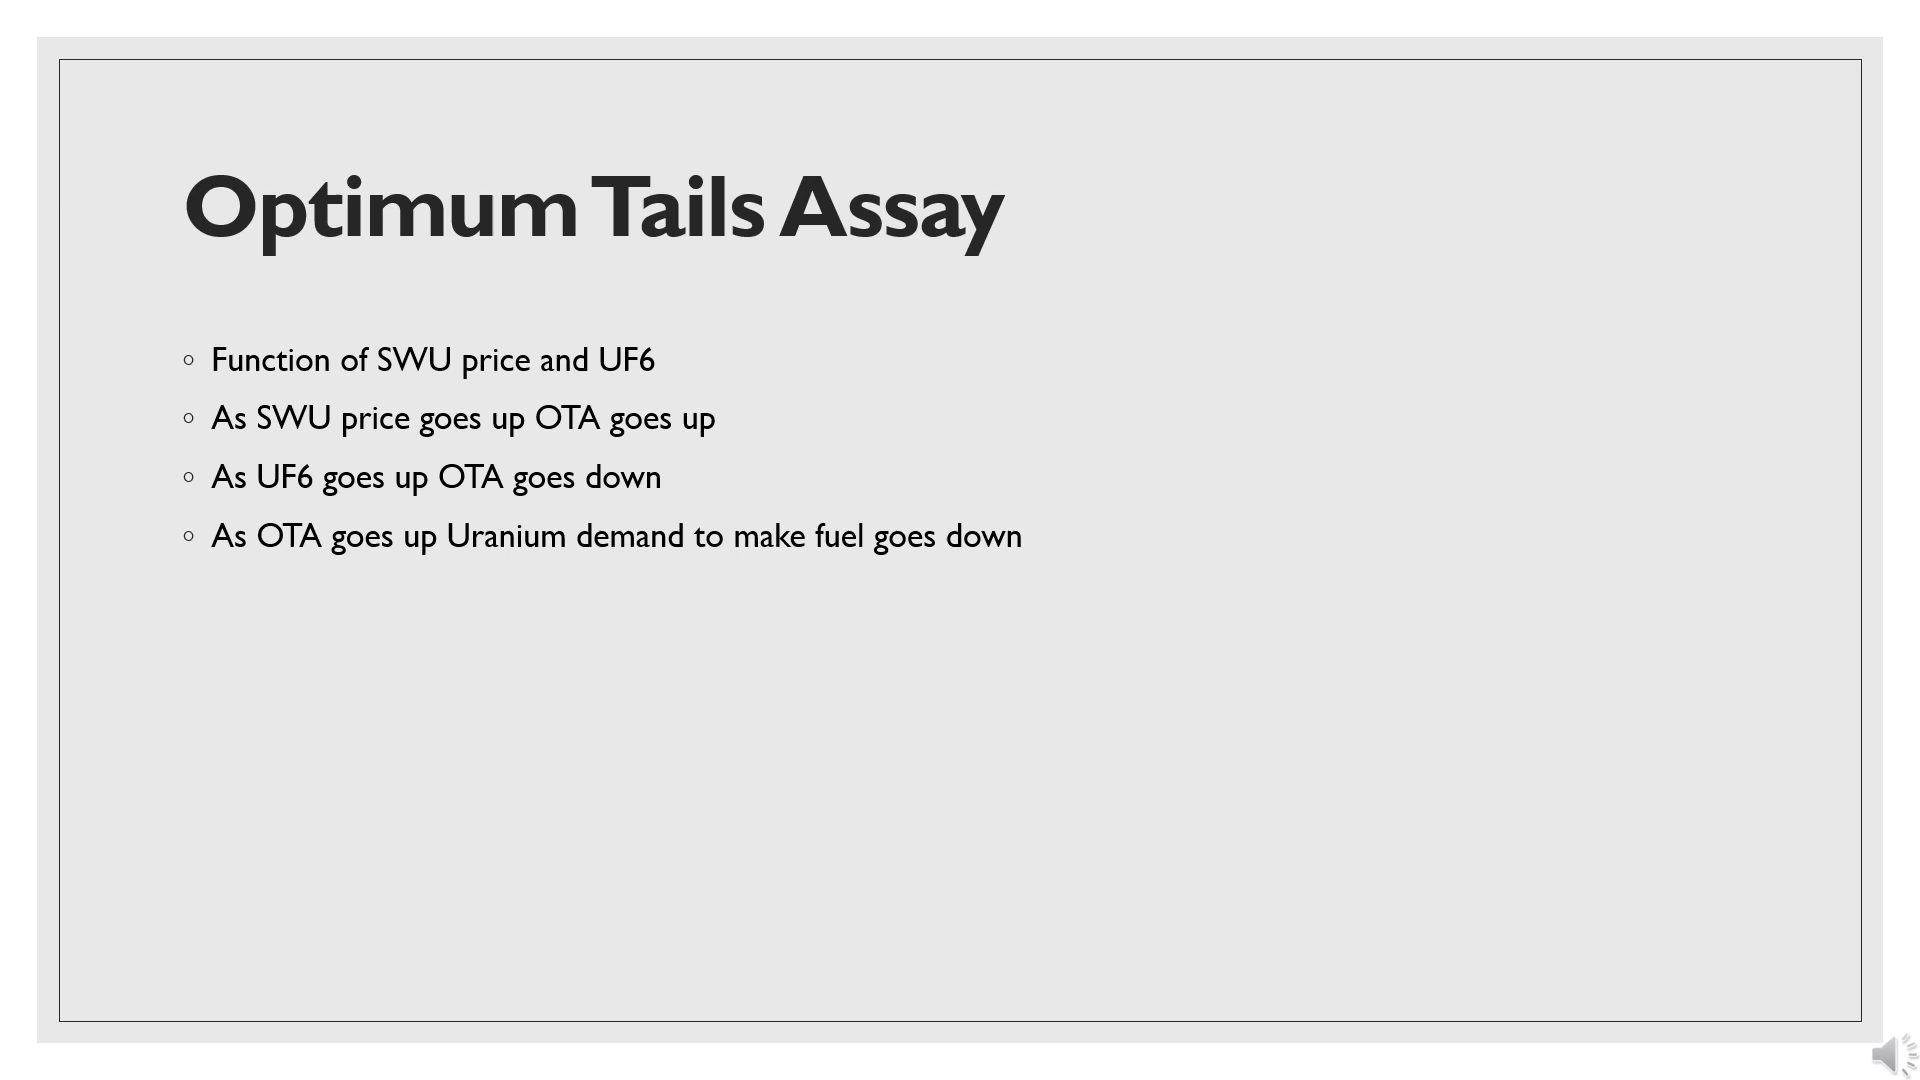 Optimum Tails Assay
◦ Function of SWU price and UF6
◦ As SWU price goes up OTA goes up
◦ As UF6 goes up OTA goes down
◦ As OTA goes up Uranium demand to make fuel goes down